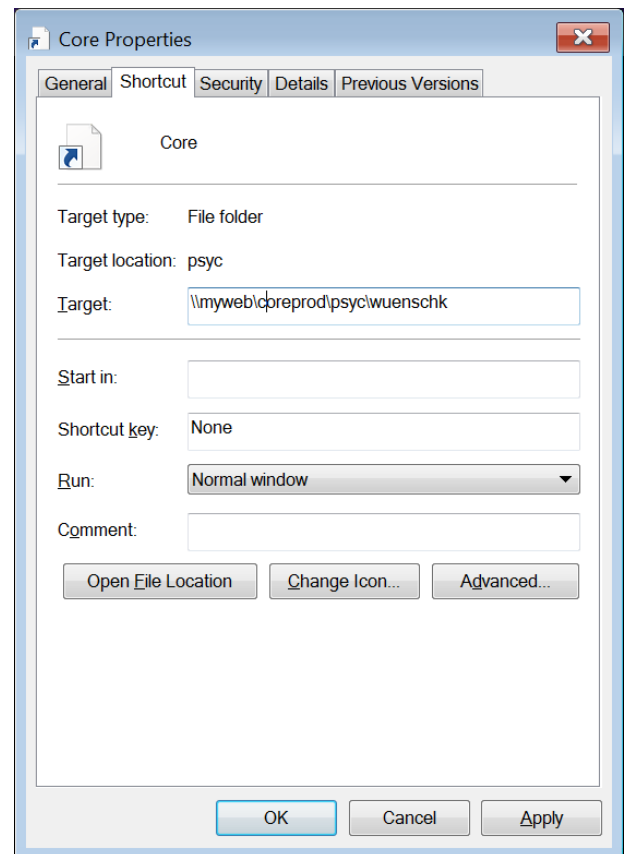 Core Properties
General Shortcut Security Details Previous Versions
Core
Target type: File folder
Target location: psyc
Target: \\myweb\coreprod\psyc\wuenschk
Start in:
Shortcut key: None
Run: Normal window
Comment:
Open File Location Change Icon... Advanced...
OK Cancel Apply